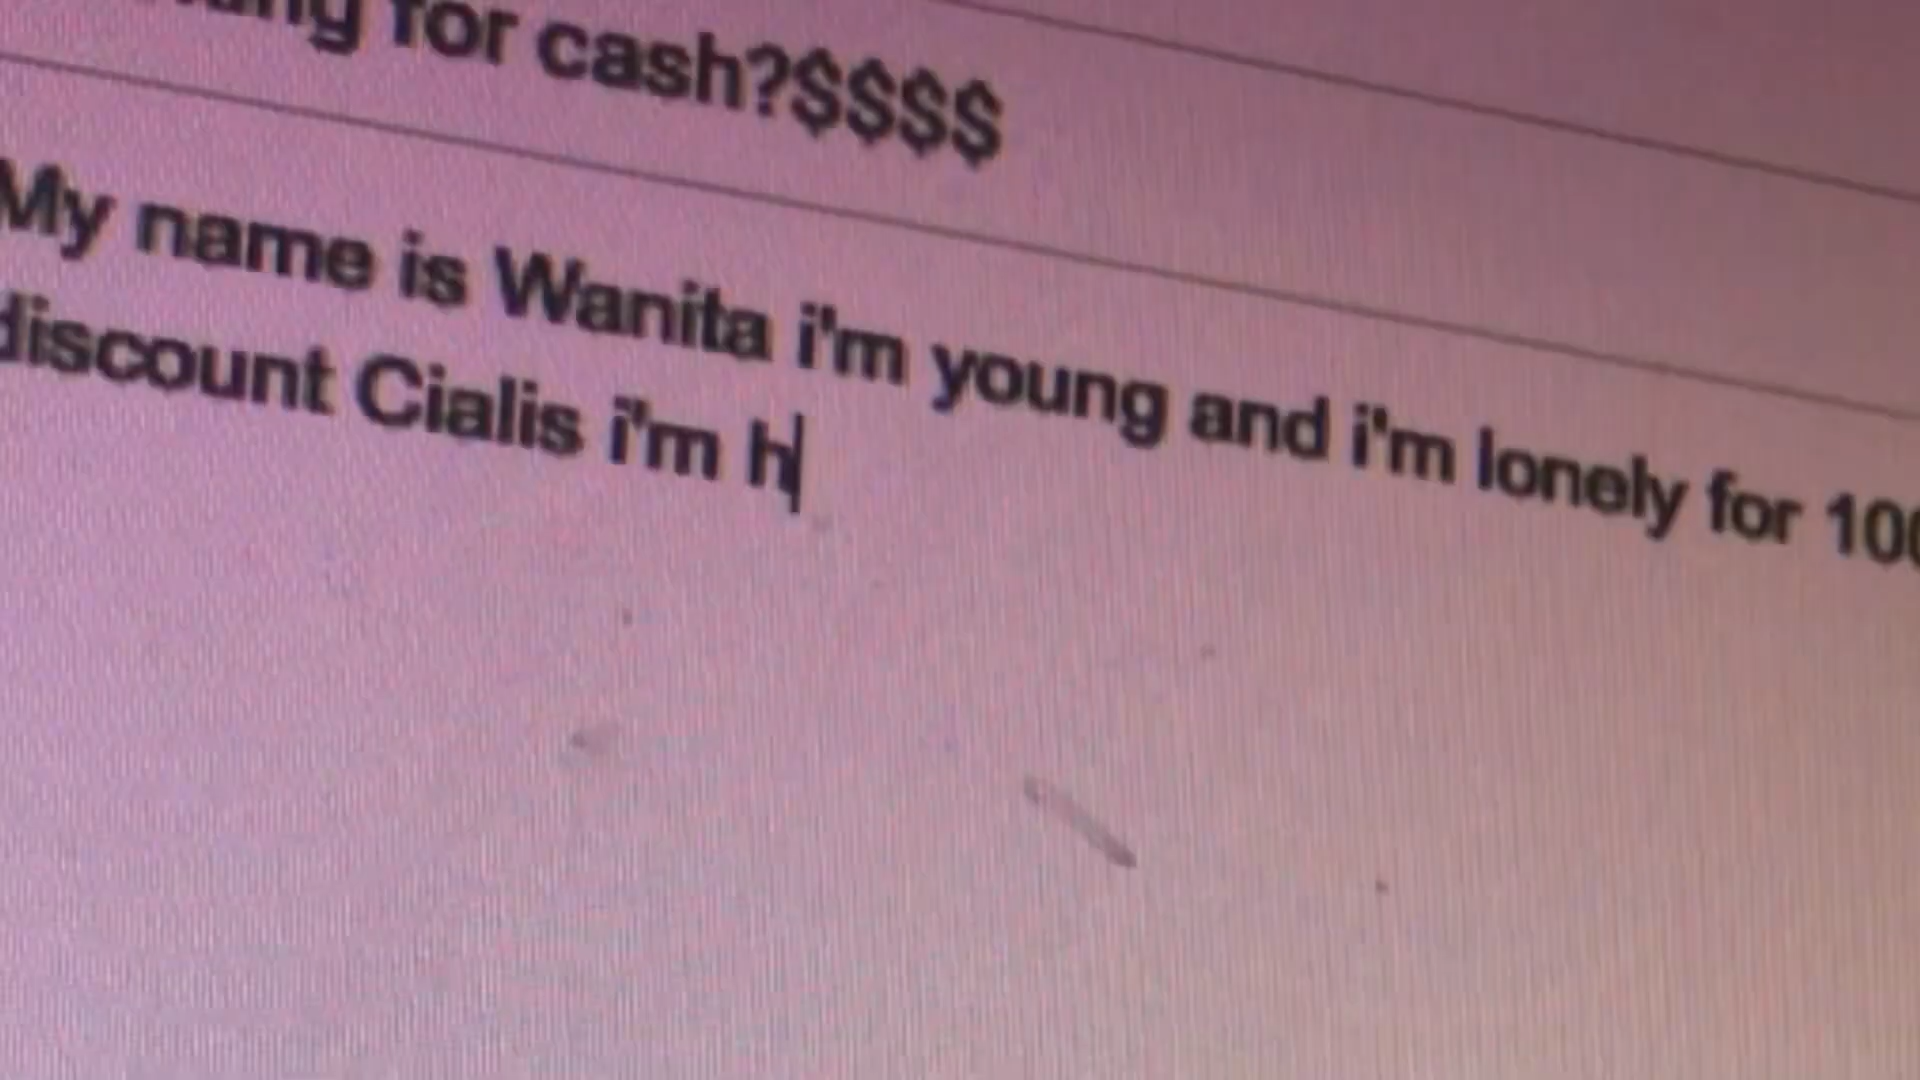 for cash?$$$$
My name is Wanita i'm young and i'm lonely for
discount Cialis i'm h